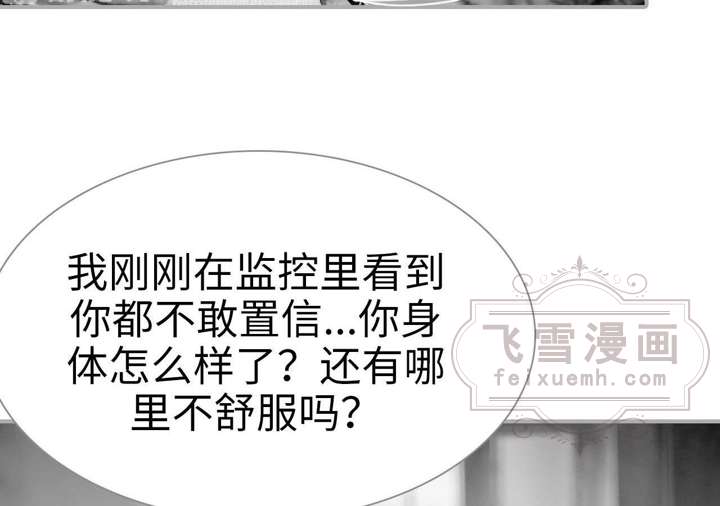 我刚刚在监控里看到
你都不敢置信...你身
体怎么样了？还有哪
里不舒服吗？
飞雪漫画
feixuemh.com